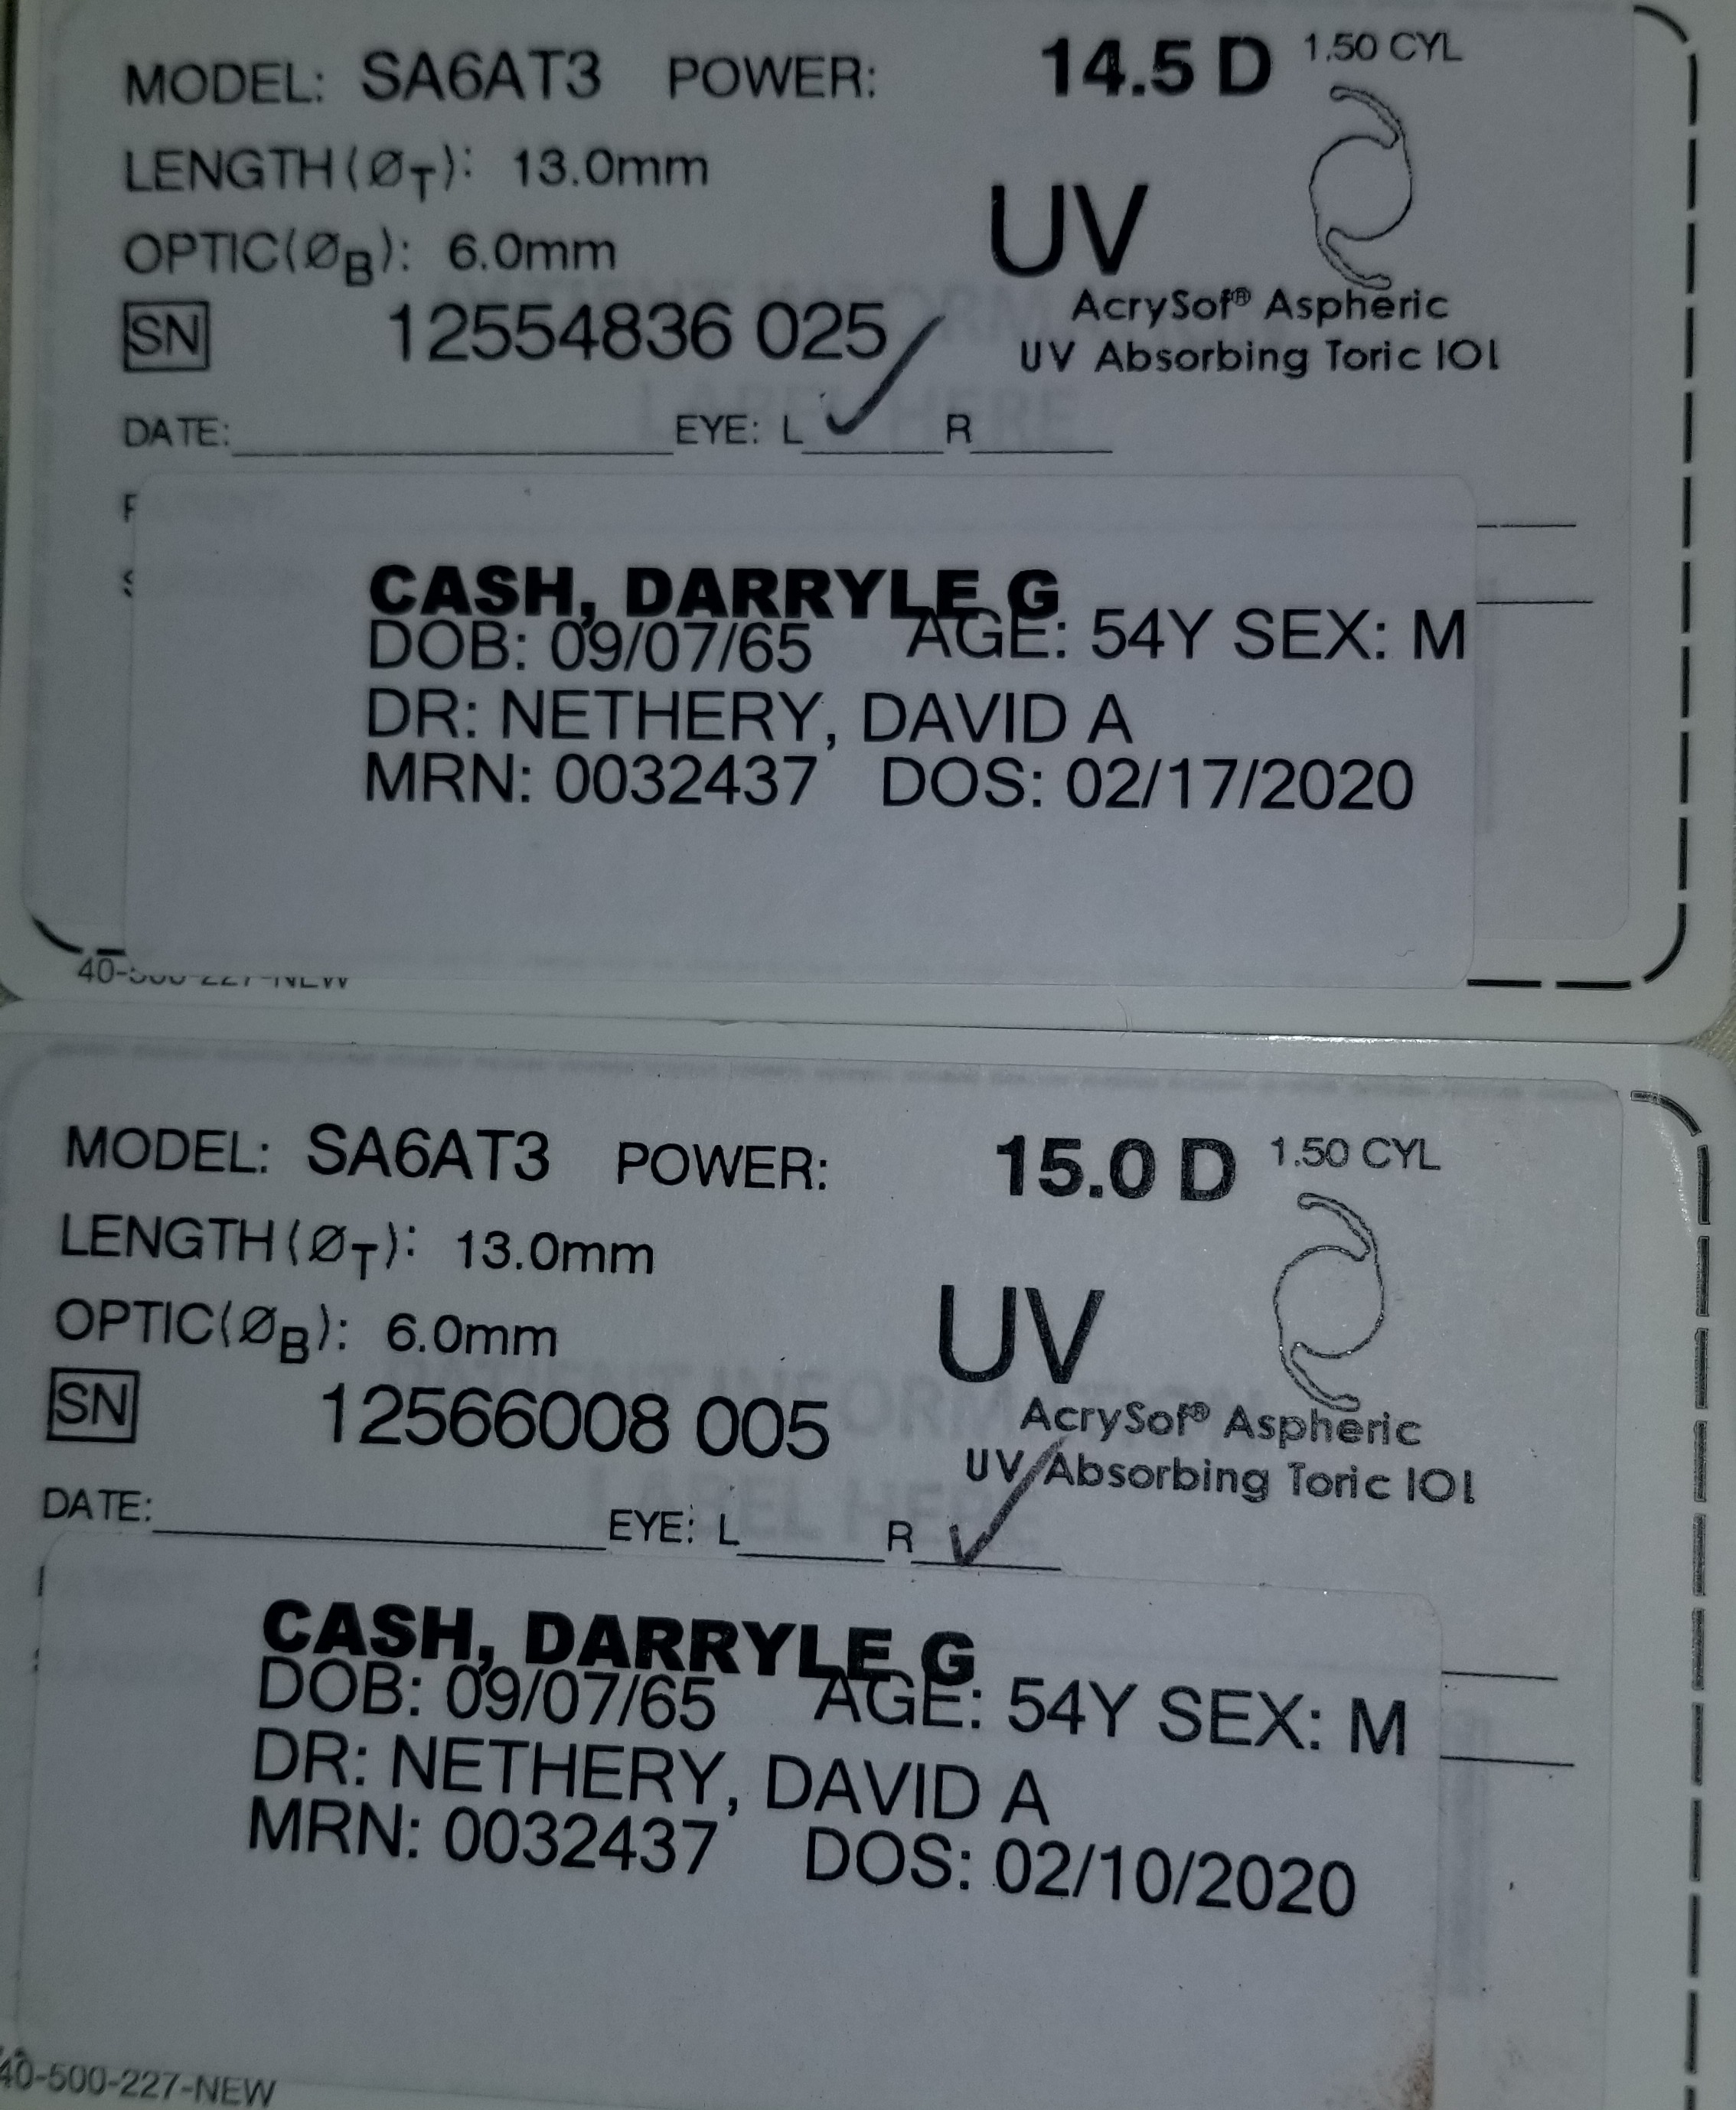 MODEL: SA6AT3 POWER: 14.5 D 1.50 CYL
LENGTH (ØT): 13.0mm
OPTIC (ØB): 6.0mm
UV
SN 12554836 025
AcrySof® Aspheric
UV Absorbing Toric IOL
DATE: EYE: L ✓ R
CASH, DARRYLE G
DOB: 09/07/65 AGE: 54Y SEX: M
DR: NETHERY, DAVID A
MRN: 0032437 DOS: 02/17/2020
40-500-227-NEW
MODEL: SA6AT3 POWER: 15.0 D 1.50 CYL
LENGTH (ØT): 13.0mm
OPTIC (ØB): 6.0mm
UV
SN 12566008 005
AcrySof® Aspheric
UV Absorbing Toric IOL
DATE: EYE: L R ✓
CASH, DARRYLE G
DOB: 09/07/65 AGE: 54Y SEX: M
DR: NETHERY, DAVID A
MRN: 0032437 DOS: 02/10/2020
40-500-227-NEW